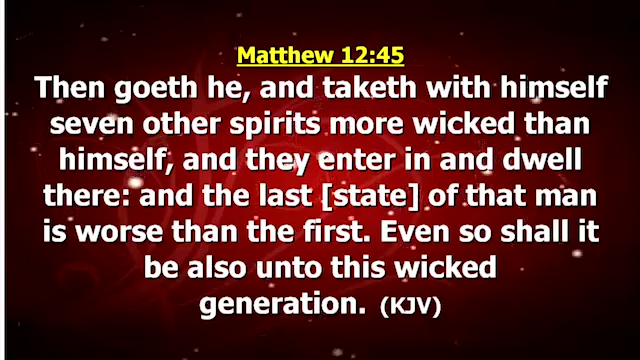 Matthew 12:45
Then goeth he, and taketh with himself
seven other spirits more wicked than
himself, and they enter in and dwell
there: and the last [state] of that man
is worse than the first. Even so shall it
be also unto this wicked
generation. (KJV)